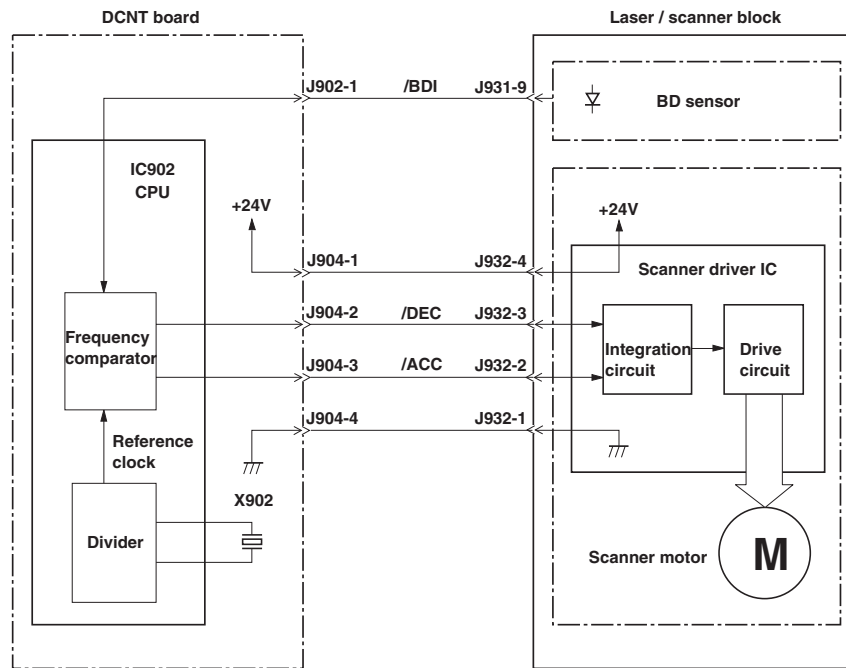 DCNT board
Laser / scanner block
J902-1 /BDI J931-9
BD sensor
IC902
CPU
+24V
+24V
J904-1 J932-4
Scanner driver IC
J904-2 /DEC J932-3
Frequency
comparator
Integration
circuit
Drive
circuit
J904-3 /ACC J932-2
J904-4 J932-1
Reference
clock
X902
Divider
Scanner motor
M